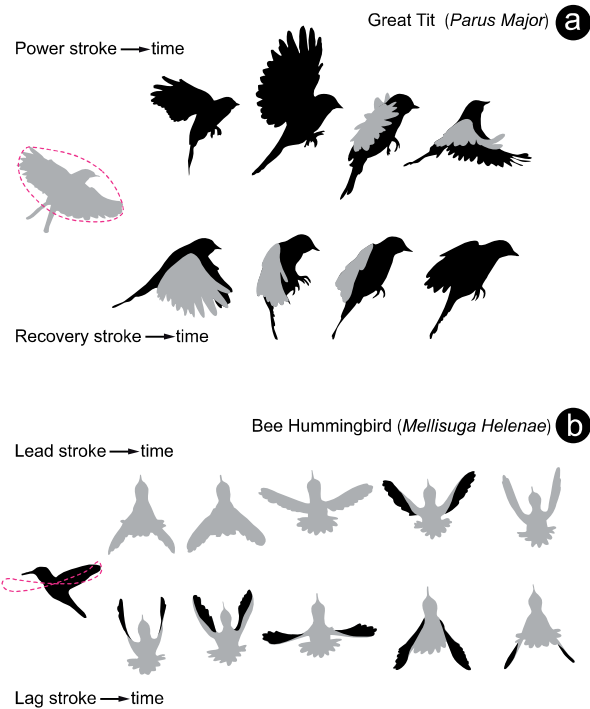 Great Tit (Parus Major) a
Power stroke → time
Recovery stroke → time
Bee Hummingbird (Mellisuga Helenae) b
Lead stroke → time
Lag stroke → time